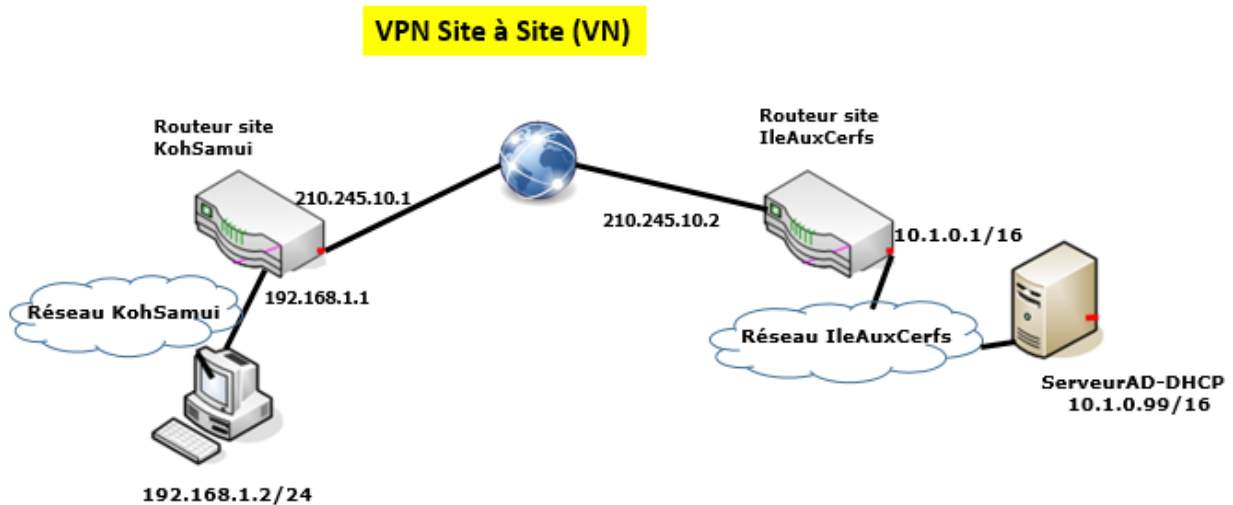 VPN Site à Site (VN)
Routeur site
KohSamui
Routeur site
IleAuxCerfs
210.245.10.1
210.245.10.2
10.1.0.1/16
192.168.1.1
Réseau KohSamui
Réseau IleAuxCerfs
ServeurAD-DHCP
10.1.0.99/16
192.168.1.2/24